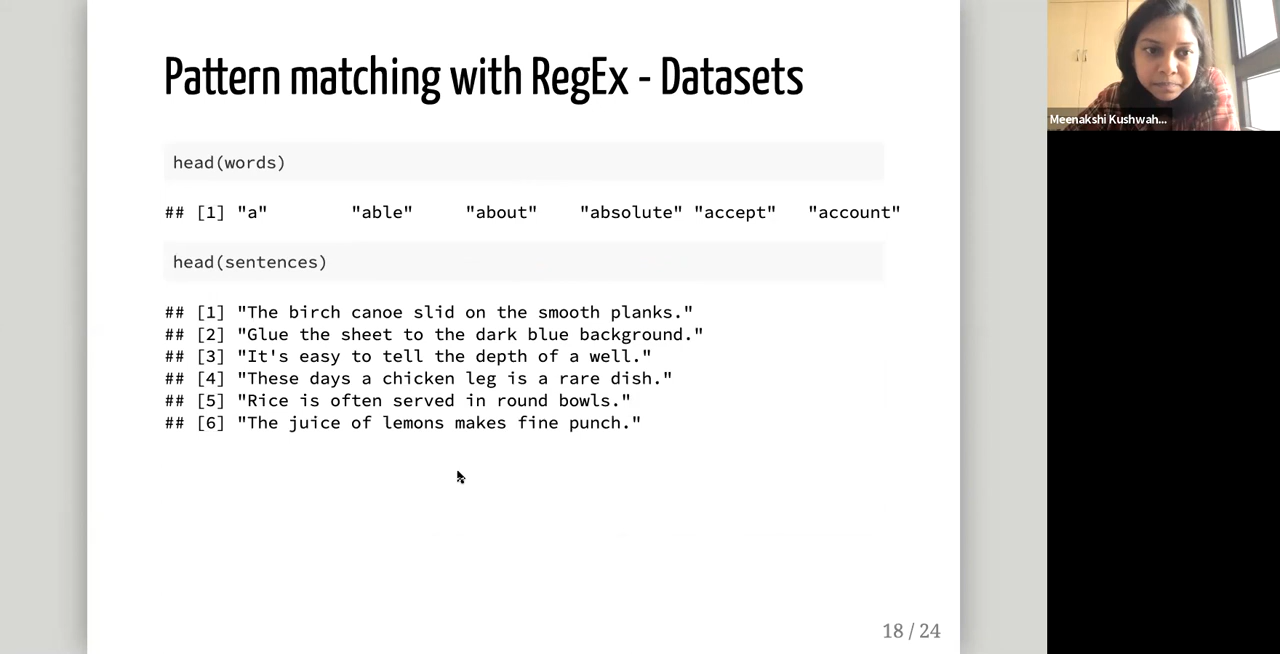 Pattern matching with RegEx - Datasets
head(words)
## [1] "a"        "able"     "about"    "absolute" "accept"   "account"
head(sentences)
## [1] "The birch canoe slid on the smooth planks."
## [2] "Glue the sheet to the dark blue background."
## [3] "It's easy to tell the depth of a well."
## [4] "These days a chicken leg is a rare dish."
## [5] "Rice is often served in round bowls."
## [6] "The juice of lemons makes fine punch."
18 / 24
Meenakshi Kushwah...